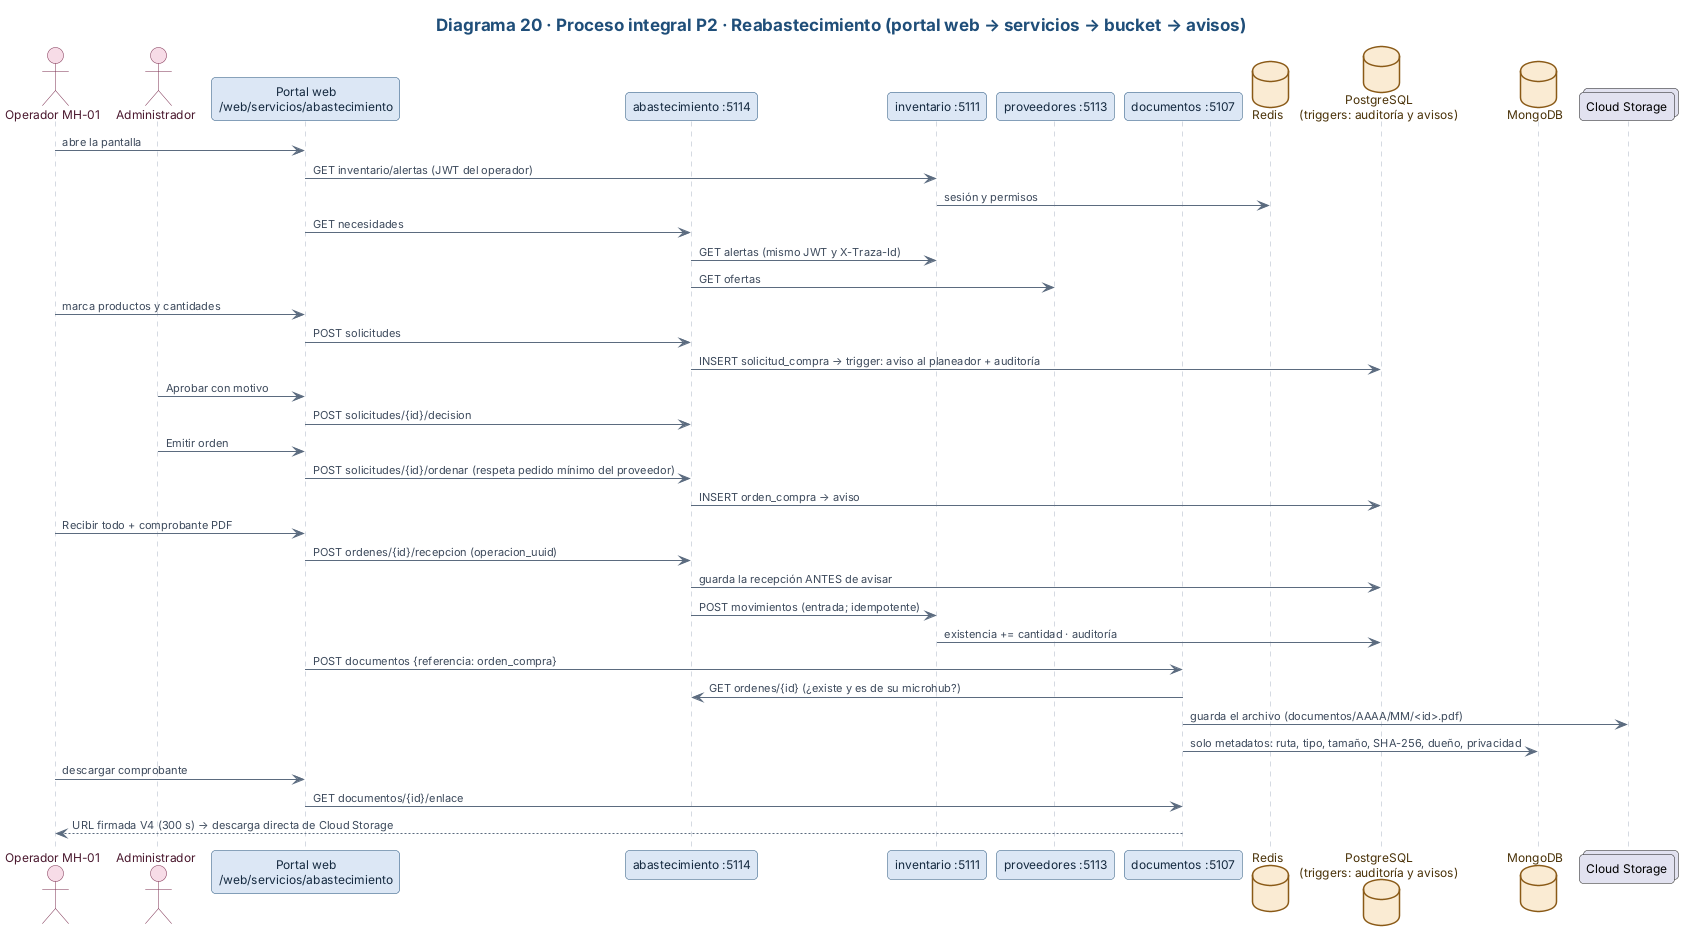 Diagrama 20 · Proceso integral P2 · Reabastecimiento (portal web → servicios → bucket → avisos)
Operador MH-01
Administrador
Portal web
/web/servicios/abastecimiento
abastecimiento :5114
inventario :5111
proveedores :5113
documentos :5107
Redis
PostgreSQL
(triggers: auditoría y avisos)
MongoDB
Cloud Storage
abre la pantalla
GET inventario/alertas (JWT del operador)
sesión y permisos
GET necesidades
GET alertas (mismo JWT y X-Traza-Id)
GET ofertas
marca productos y cantidades
POST solicitudes
INSERT solicitud_compra → trigger: aviso al planeador + auditoría
Aprobar con motivo
POST solicitudes/{id}/decision
Emitir orden
POST solicitudes/{id}/ordenar (respeta pedido mínimo del proveedor)
INSERT orden_compra → aviso
Recibir todo + comprobante PDF
POST ordenes/{id}/recepcion (operacion_uuid)
guarda la recepción ANTES de avisar
POST movimientos (entrada; idempotente)
existencia += cantidad · auditoría
POST documentos {referencia: orden_compra}
GET ordenes/{id} (¿existe y es de su microhub?)
guarda el archivo (documentos/AAAA/MM/<id>.pdf)
solo metadatos: ruta, tipo, tamaño, SHA-256, dueño, privacidad
descargar comprobante
GET documentos/{id}/enlace
URL firmada V4 (300 s) → descarga directa de Cloud Storage
Operador MH-01
Administrador
Portal web
/web/servicios/abastecimiento
abastecimiento :5114
inventario :5111
proveedores :5113
documentos :5107
Redis
PostgreSQL
(triggers: auditoría y avisos)
MongoDB
Cloud Storage